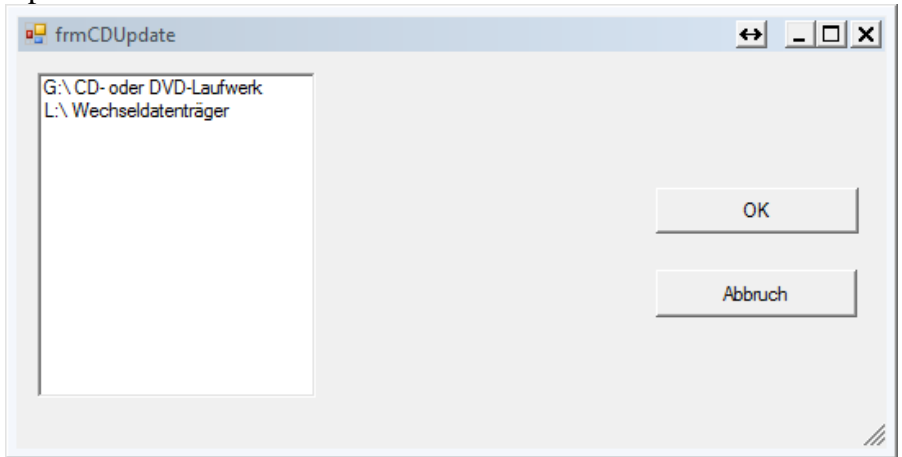 frmCDUpdate
G:\ CD- oder DVD-Laufwerk
L:\ Wechseldatenträger
OK
Abbruch